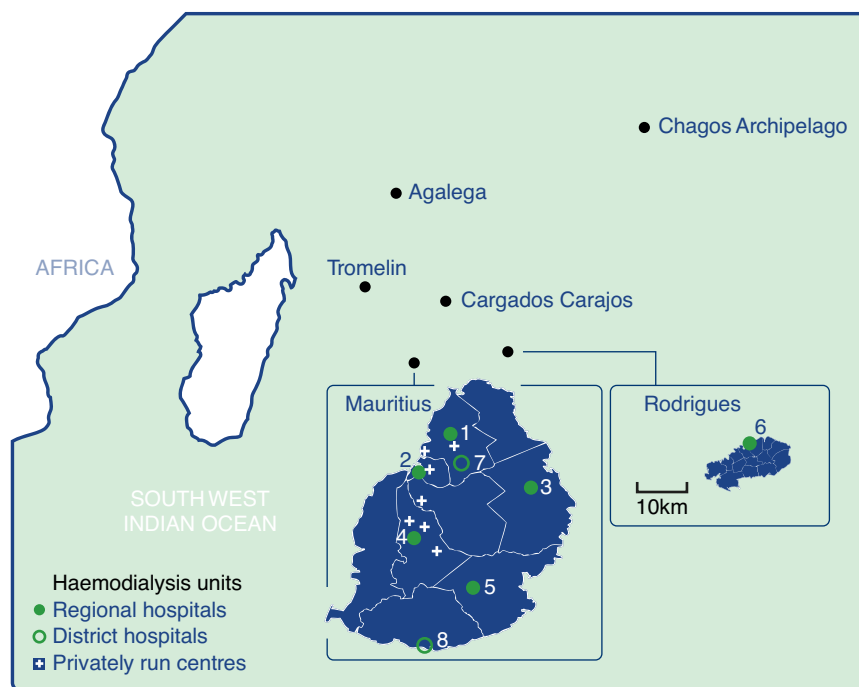 Chagos Archipelago
Agalega
AFRICA
Tromelin
Cargados Carajos
Mauritius
Rodrigues
1
6
2
7
3
10km
SOUTH WEST
INDIAN OCEAN
4
5
8
Haemodialysis units
Regional hospitals
District hospitals
Privately run centres